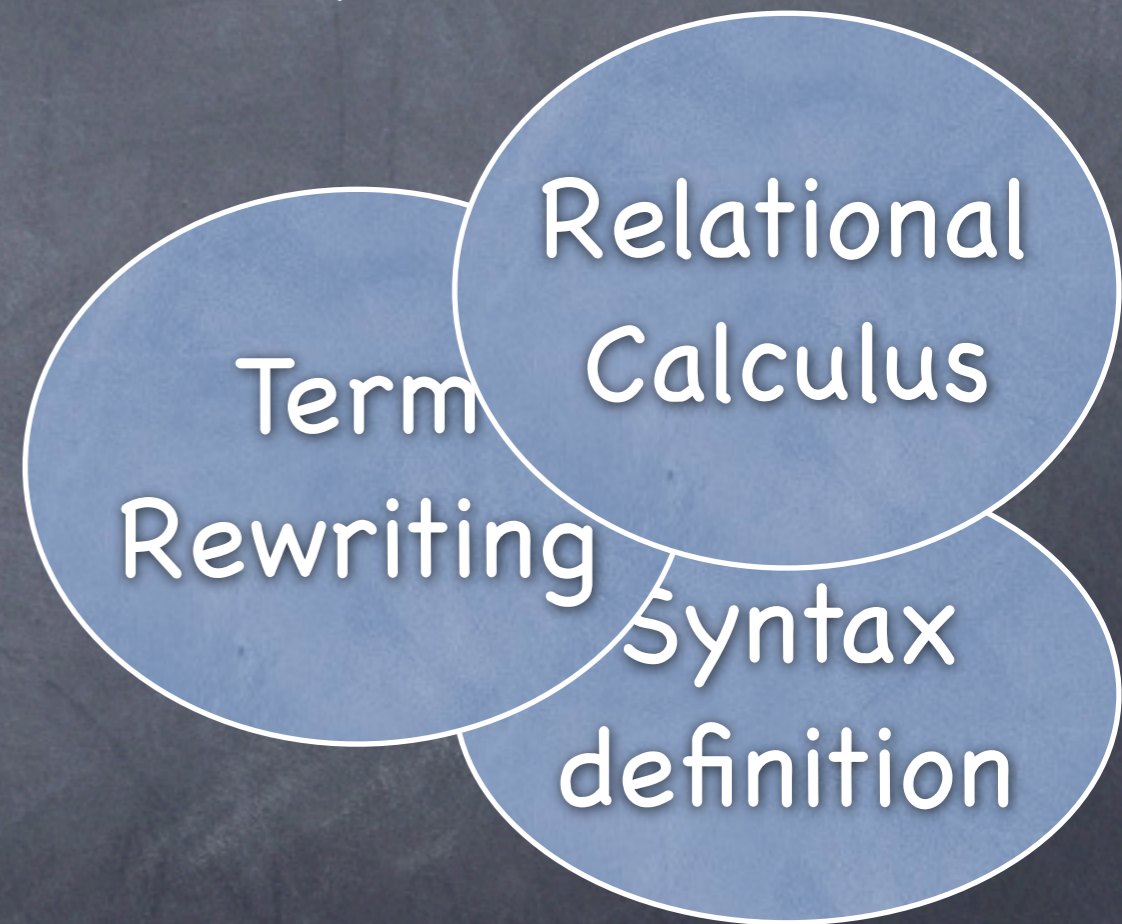 Relational
Calculus
Term
Rewriting
Syntax
definition